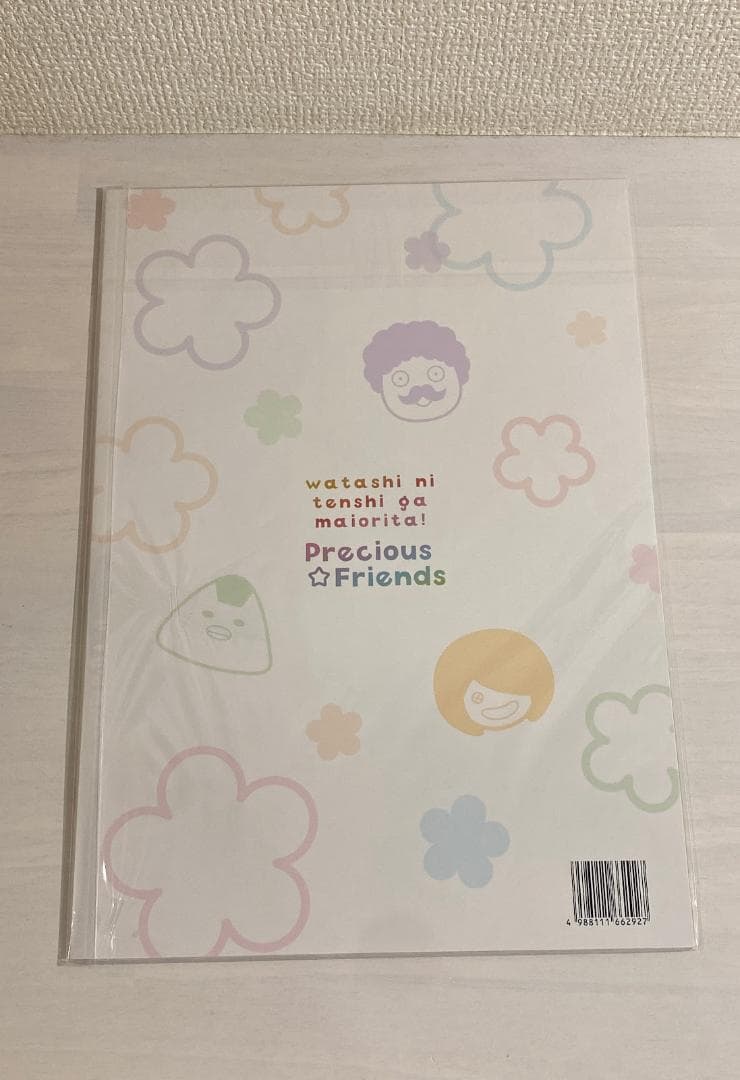 watashi ni
tenshi ga
maiorita!
Precious
☆Friends
4 988111 662927